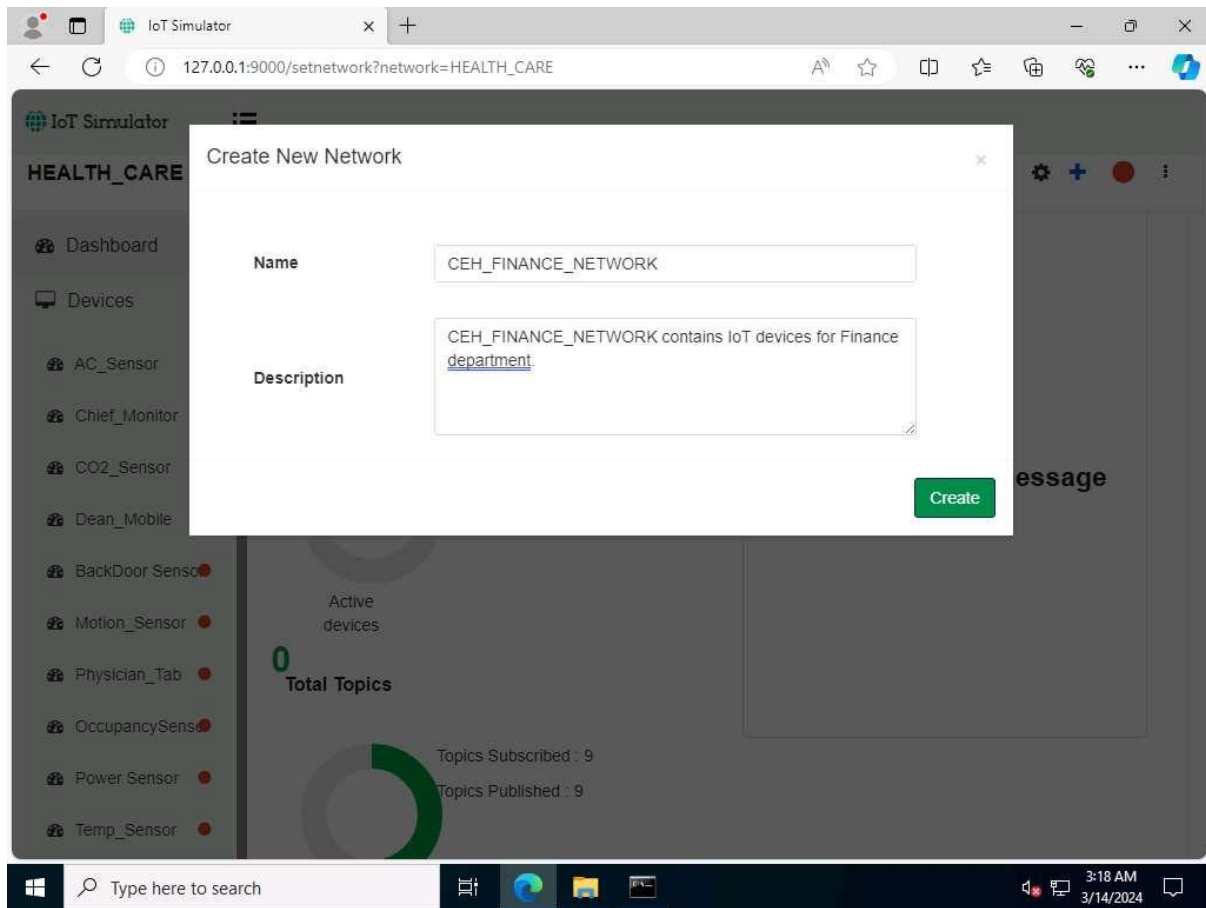 IoT Simulator
127.0.0.1:9000/setnetwork?network=HEALTH_CARE
IoT Simulator
Create New Network
HEALTH_CARE
Name
CEH_FINANCE_NETWORK
Description
CEH_FINANCE_NETWORK contains IoT devices for Finance
department.
Create
Dashboard
Devices
AC_Sensor
Chief_Monitor
CO2_Sensor
Dean_Mobile
BackDoor Senso
Motion_Sensor
Physician_Tab
OccupancySenso
Power Sensor
Temp_Sensor
essage
Active
devices
0
Total Topics
Topics Subscribed : 9
Topics Published : 9
Type here to search
3:18 AM
3/14/2024